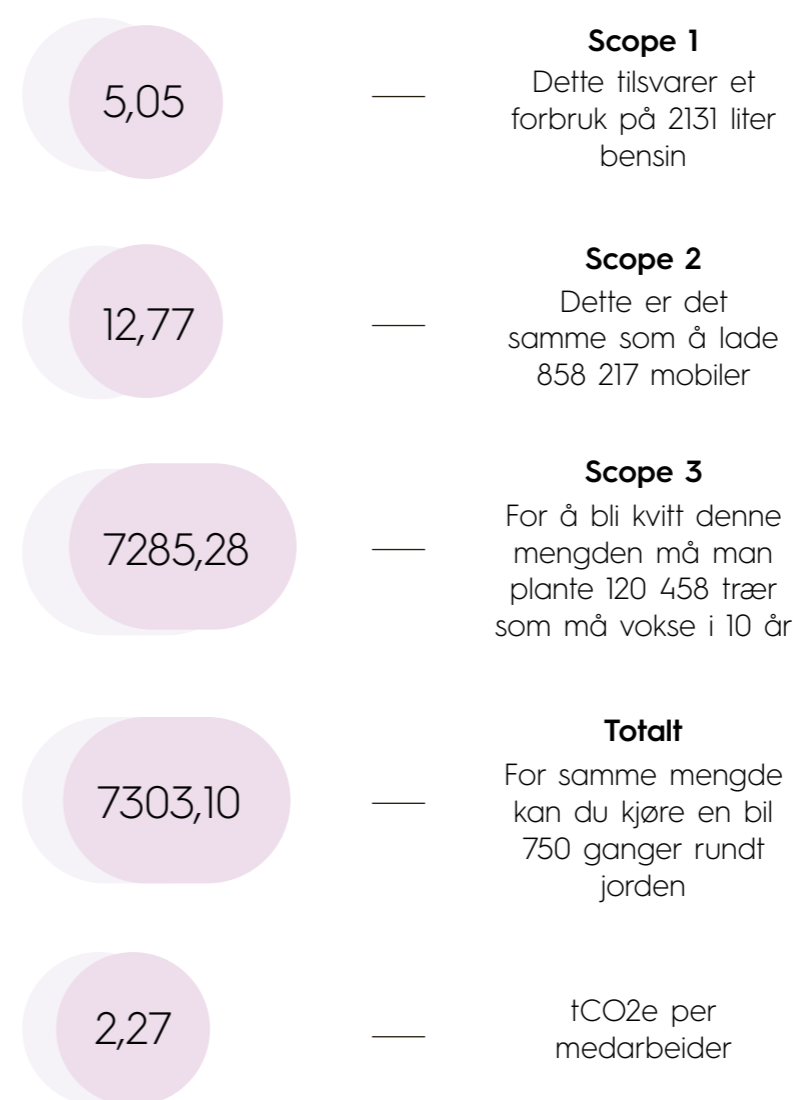 5,05
Scope 1
Dette tilsvarer et
forbruk på 2131 liter
bensin
12,77
Scope 2
Dette er det
samme som å lade
858 217 mobiler
7285,28
Scope 3
For å bli kvitt denne
mengden må man
plante 120 458 trær
som må vokse i 10 år
7303,10
Totalt
For samme mengde
kan du kjøre en bil
750 ganger rundt
jorden
2,27
tCO2e per
medarbeider